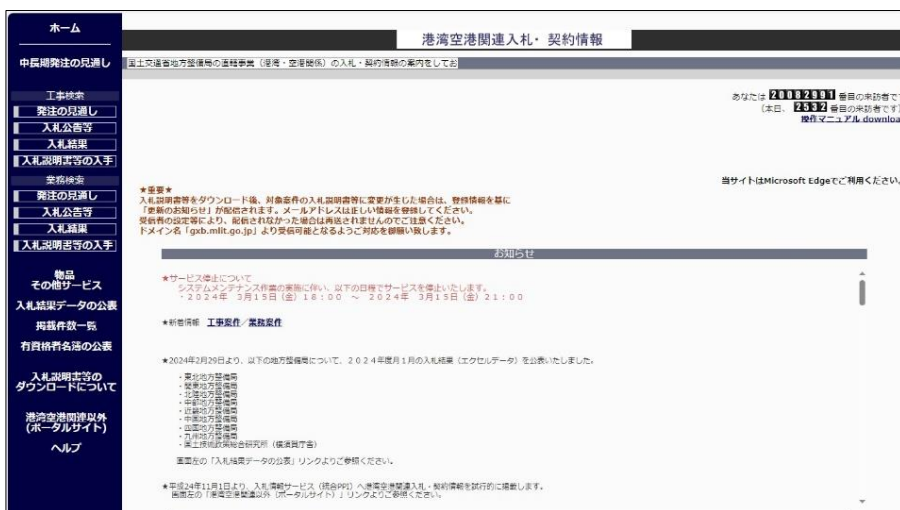 ホーム
中長期発注の見通し
工事検索
発注の見通し
入札公告等
入札結果
入札説明書等の入手
業務検索
発注の見通し
入札公告等
入札結果
入札説明書等の入手
物品
その他サービス
入札結果データの公表
掲載件数一覧
有資格者名簿の公表
入札説明書等の
ダウンロードについて
港湾空港関連以外
(ポータルサイト)
ヘルプ
港湾空港関連入札・契約情報
国土交通省地方整備局の直轄事業（港湾・空港関係）の入札・契約情報の案内をしてお
あなたは 20082991 番目の来訪者で
（本日、 2532 番目の来訪者です）
操作マニュアル downloa
当サイトはMicrosoft Edgeでご利用ください。
★重要★
入札説明書等をダウンロード後、対象案件の入札説明書等に変更が生じた場合は、登録情報を基に
「更新のお知らせ」が配信されます。メールアドレスは正しい情報を登録してください。
受信者の設定等により、配信されなかった場合は再送されませんのでご注意ください。
ドメイン名「gxb.mlit.go.jp」より受信可能となるようご対応を御願い致します。
お知らせ
★サービス停止について
システムメンテナンス作業の実施に伴い、以下の日程でサービスを停止いたします。
・２０２４年　３月１５日（金）１８：００　～　２０２４年　３月１５日（金）２１：００
★新着情報　工事案件／業務案件
★2024年2月29日より、以下の地方整備局について、２０２４年度１月の入札結果（エクセルデータ）を公表いたしました。
・東北地方整備局
・関東地方整備局
・北陸地方整備局
・中部地方整備局
・近畿地方整備局
・中国地方整備局
・四国地方整備局
・九州地方整備局
・国土技術政策総合研究所（横須賀庁舎）
画面左の「入札結果データの公表」リンクよりご参照ください。
★平成24年11月1日より、入札情報サービス（統合PPI）へ港湾空港関連入札・契約情報を試行的に掲載します。
画面左の「港湾空港関連以外（ポータルサイト）」リンクよりご参照ください。